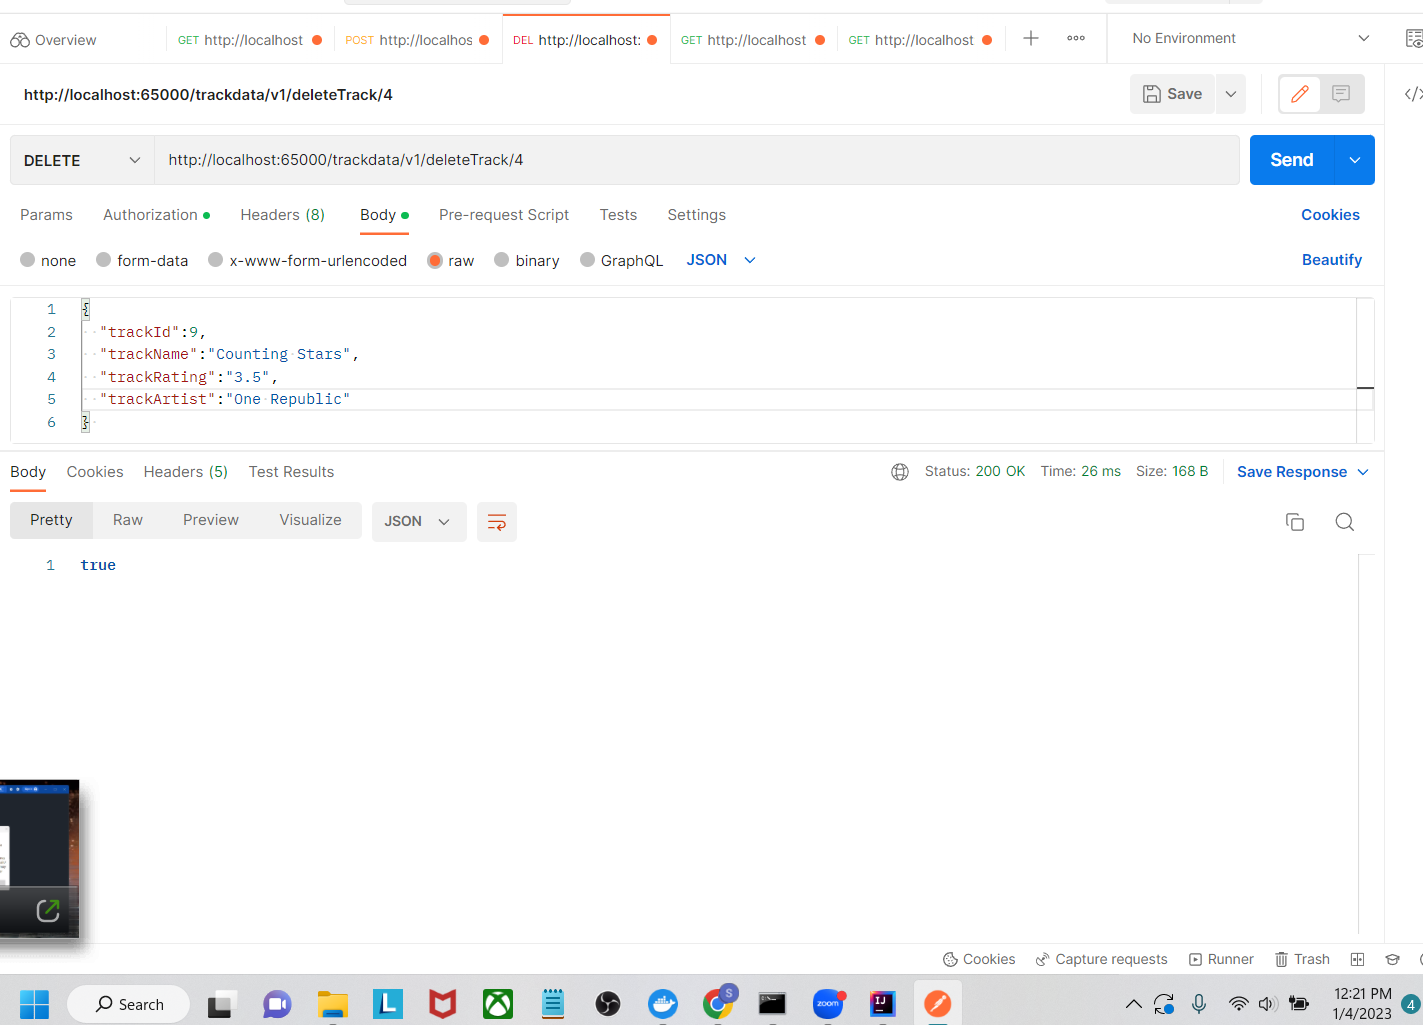 Overview GET http://localhost POST http://localhos DEL http://localhost: GET http://localhost GET http://localhost No Environment
http://localhost:65000/trackdata/v1/deleteTrack/4 Save
DELETE http://localhost:65000/trackdata/v1/deleteTrack/4 Send
Params Authorization Headers (8) Body Pre-request Script Tests Settings Cookies
none form-data x-www-form-urlencoded raw binary GraphQL JSON Beautify
1 {
2 "trackId":9,
3 "trackName":"Counting Stars",
4 "trackRating":"3.5",
5 "trackArtist":"One Republic"
6 }
Body Cookies Headers (5) Test Results Status: 200 OK Time: 26 ms Size: 168 B Save Response
Pretty Raw Preview Visualize JSON
1 true
Cookies Capture requests Runner Trash
Search L S zoom IJ 12:21 PM 4
1/4/2023